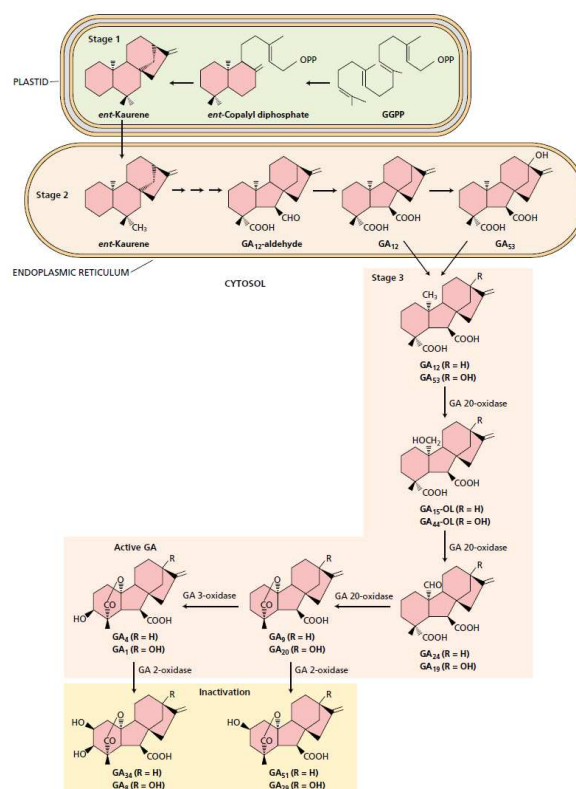 Stage 1
OPP
OPP
PLASTID
ent-Kaurene
ent-Copalyl diphosphate
GGPP
Stage 2
OH
CH3
COOH
CHO
COOH
COOH
COOH
COOH
ent-Kaurene
GA12-aldehyde
GA12
GA53
ENDOPLASMIC RETICULUM
CYTOSOL
Stage 3
R
CH3
COOH
COOH
GA12 (R = H)
GA53 (R = OH)
GA 20-oxidase
R
HOCH2
COOH
COOH
GA15-OL (R = H)
GA44-OL (R = OH)
GA 20-oxidase
Active GA
R
O
CO
HO
COOH
GA4 (R = H)
GA1 (R = OH)
GA 3-oxidase
R
O
CO
COOH
GA9 (R = H)
GA20 (R = OH)
GA 20-oxidase
R
CHO
COOH
COOH
GA24 (R = H)
GA19 (R = OH)
GA 2-oxidase
GA 2-oxidase
Inactivation
R
O
HO
CO
HO
COOH
GA34 (R = H)
GA8 (R = OH)
R
O
HO
CO
COOH
GA51 (R = H)
GA29 (R = OH)